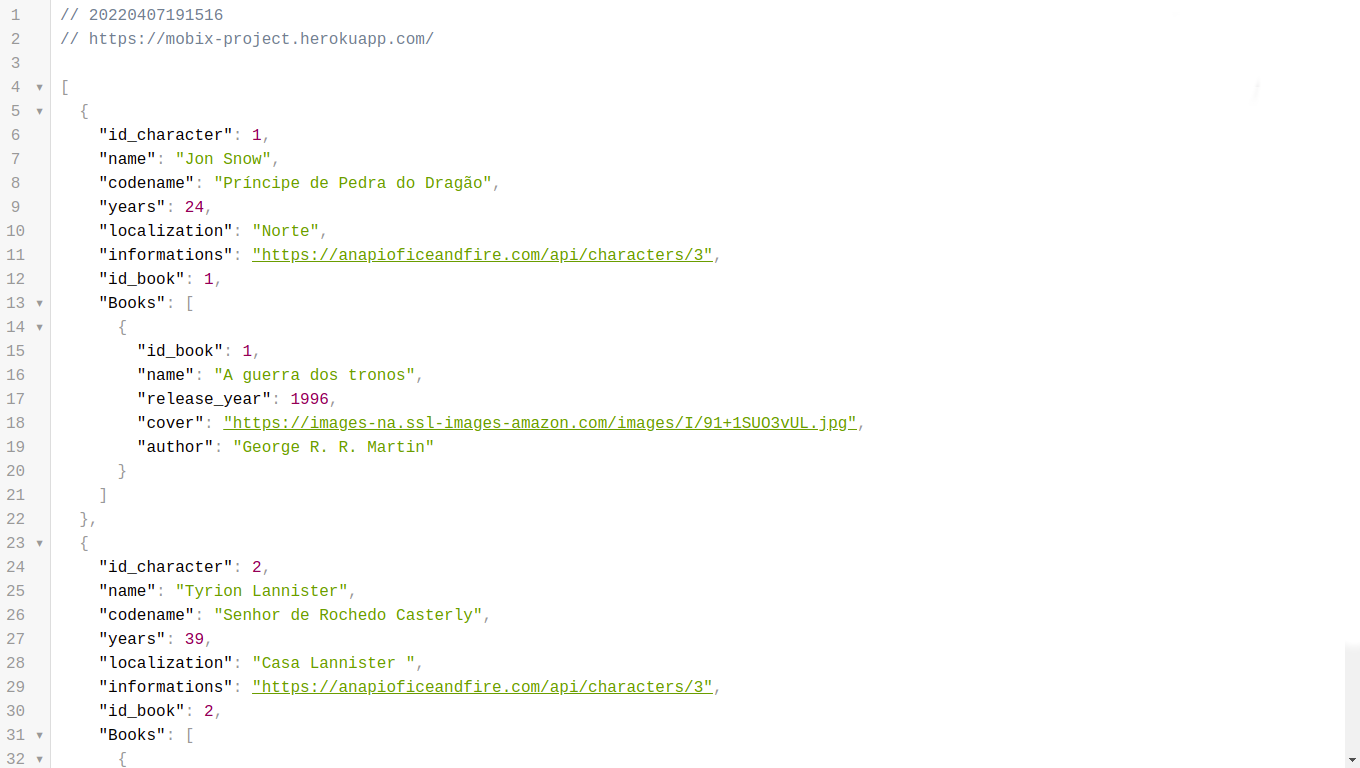 1 // 20220407191516
2 // https://mobix-project.herokuapp.com/
3
4 ▼ [
5 ▼ {
6 "id_character": 1,
7 "name": "Jon Snow",
8 "codename": "Príncipe de Pedra do Dragão",
9 "years": 24,
10 "localization": "Norte",
11 "informations": "https://anapioficeandfire.com/api/characters/3",
12 "id_book": 1,
13 ▼ "Books": [
14 ▼ {
15 "id_book": 1,
16 "name": "A guerra dos tronos",
17 "release_year": 1996,
18 "cover": "https://images-na.ssl-images-amazon.com/images/I/91+1SUO3vUL.jpg",
19 "author": "George R. R. Martin"
20 }
21 ]
22 },
23 ▼ {
24 "id_character": 2,
25 "name": "Tyrion Lannister",
26 "codename": "Senhor de Rochedo Casterly",
27 "years": 39,
28 "localization": "Casa Lannister ",
29 "informations": "https://anapioficeandfire.com/api/characters/3",
30 "id_book": 2,
31 ▼ "Books": [
32 ▼ {